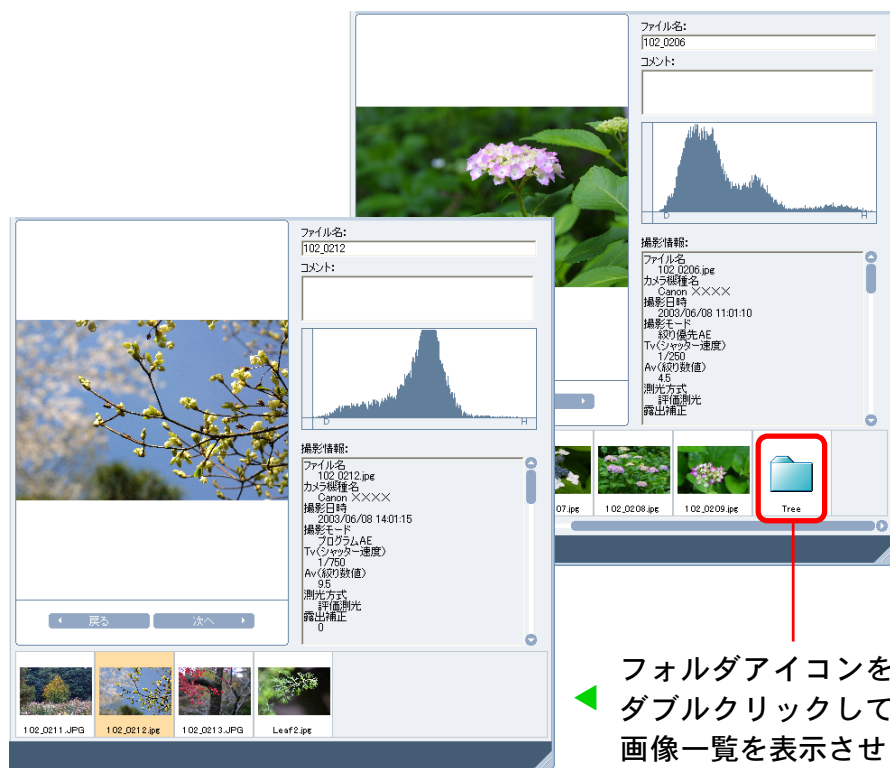 ファイル名:
102_0206
コメント:
D H
撮影情報:
ファイル名
102_0206.jpg
カメラ機種名
Canon ××××
撮影日時
2003/06/08 11:01:10
撮影モード
絞り優先AE
Tv(シャッター速度)
1/250
Av(絞り数値)
4.5
測光方式
評価測光
露出補正
07.jpg
102_0208.jpg
102_0209.jpg
Tree
ファイル名:
102_0212
コメント:
D H
撮影情報:
ファイル名
102_0212.jpg
カメラ機種名
Canon ××××
撮影日時
2003/06/08 14:01:15
撮影モード
プログラムAE
Tv(シャッター速度)
1/750
Av(絞り数値)
9.5
測光方式
評価測光
露出補正
0
戻る
次へ
102_0211.JPG
102_0212.jpg
102_0213.JPG
Leaf2.jpg
フォルダアイコンを
ダブルクリックして
画像一覧を表示させ